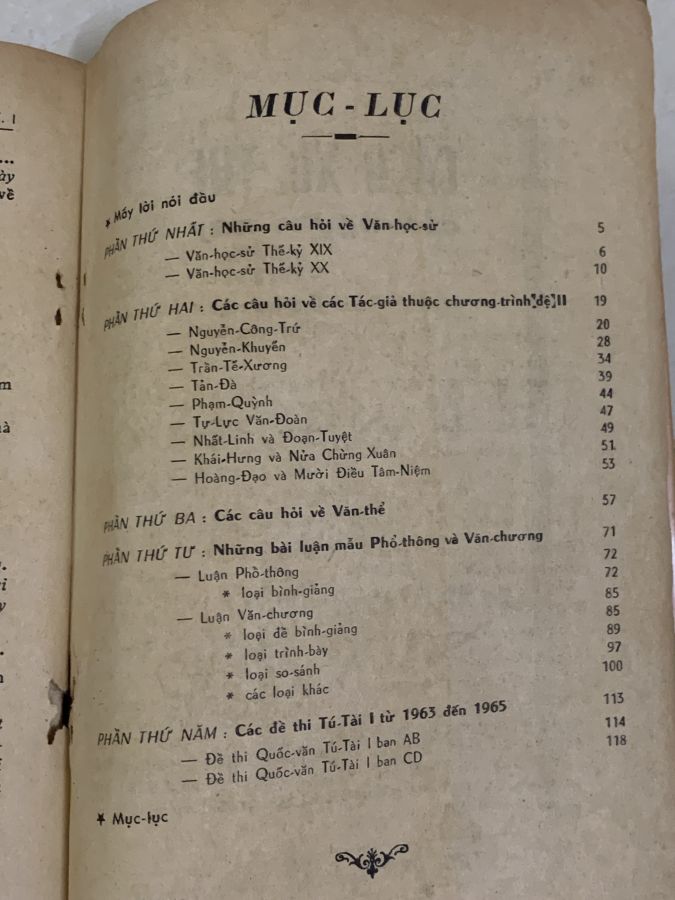 . I
...
ày
về
m
à
i
y
MỤC - LỤC
* Mấy lời nói đầu
PHẦN THỨ NHẤT : Những câu hỏi về Văn-học-sử 5
— Văn-học-sử Thế-kỷ XIX 6
— Văn-học-sử Thế-kỷ XX 10
PHẦN THỨ HAI : Các câu hỏi về các Tác-giả thuộc chương-trình đệ II 19
— Nguyễn-Công-Trứ 20
— Nguyễn-Khuyến 28
— Trần-Tế-Xương 34
— Tản-Đà 39
— Phạm-Quỳnh 44
— Tự-Lực Văn-Đoàn 47
— Nhất-Linh và Đoạn-Tuyệt 49
— Khái-Hưng và Nửa Chừng Xuân 51
— Hoàng-Đạo và Mười Điều Tâm-Niệm 53
PHẦN THỨ BA : Các câu hỏi về Văn-thể 57
PHẦN THỨ TƯ : Những bài luận mẫu Phổ-thông và Văn-chương 71
— Luận Phổ-thông 72
* loại bình-giảng 72
— Luận Văn-chương 85
* loại đề bình-giảng 85
* loại trình-bày 89
* loại so-sánh 97
* các loại khác 100
PHẦN THỨ NĂM : Các đề thi Tú-Tài I từ 1963 đến 1965 113
— Đề thi Quốc-văn Tú-Tài I ban AB 114
— Đề thi Quốc-văn Tú-Tài I ban CD 118
* Mục-lục